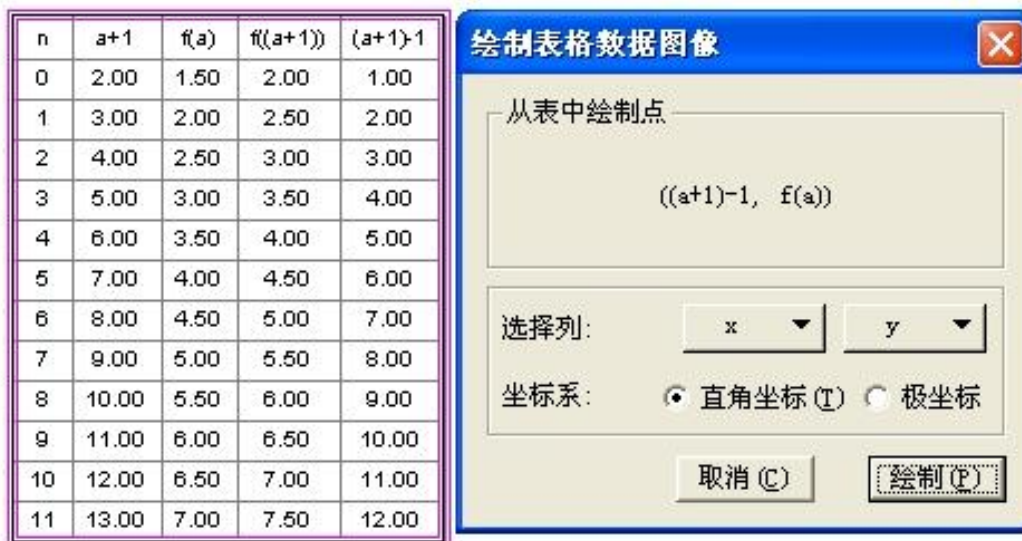 n a+1 f(a) f((a+1)) (a+1)-1
0 2.00 1.50 2.00 1.00
1 3.00 2.00 2.50 2.00
2 4.00 2.50 3.00 3.00
3 5.00 3.00 3.50 4.00
4 6.00 3.50 4.00 5.00
5 7.00 4.00 4.50 6.00
6 8.00 4.50 5.00 7.00
7 9.00 5.00 5.50 8.00
8 10.00 5.50 6.00 9.00
9 11.00 6.00 6.50 10.00
10 12.00 6.50 7.00 11.00
11 13.00 7.00 7.50 12.00
绘制表格数据图像
从表中绘制点
((a+1)-1, f(a))
选择列: x y
坐标系: 直角坐标(T) 极坐标
取消(C) 绘制(P)